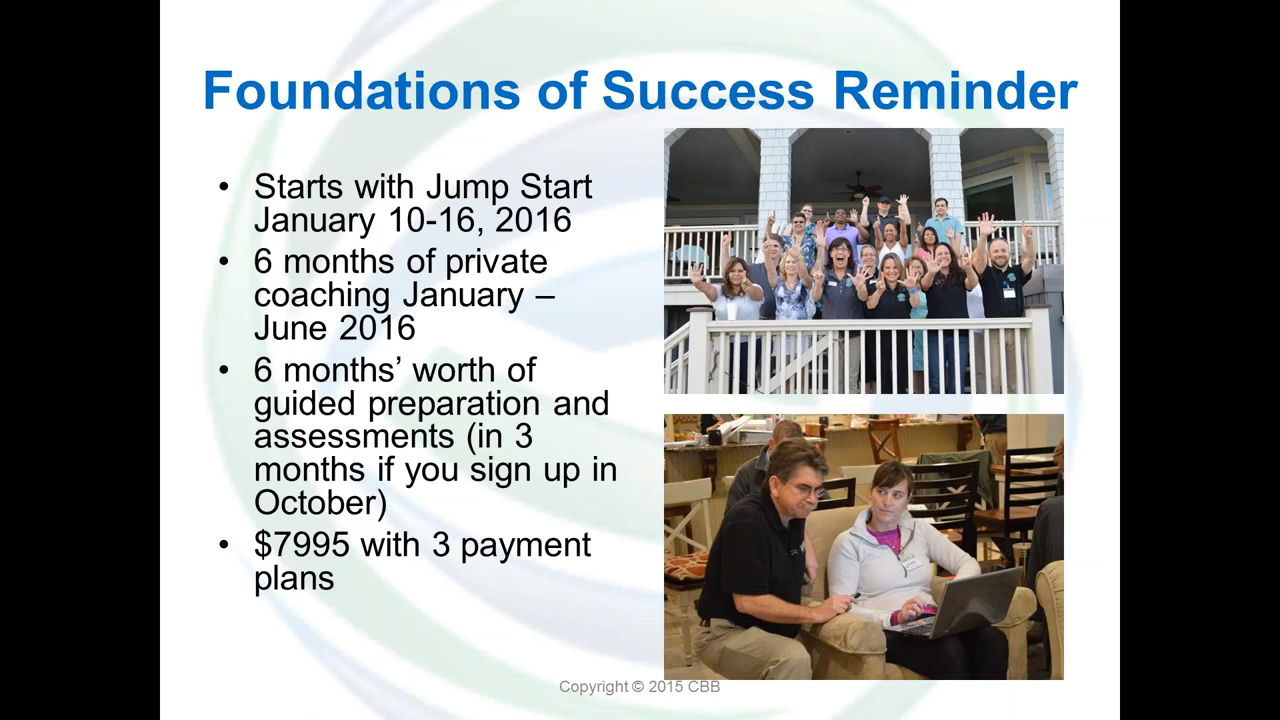 Foundations of Success Reminder
• Starts with Jump Start
January 10-16, 2016
• 6 months of private
coaching January –
June 2016
• 6 months’ worth of
guided preparation and
assessments (in 3
months if you sign up in
October)
• $7995 with 3 payment
plans
Copyright © 2015 CBB